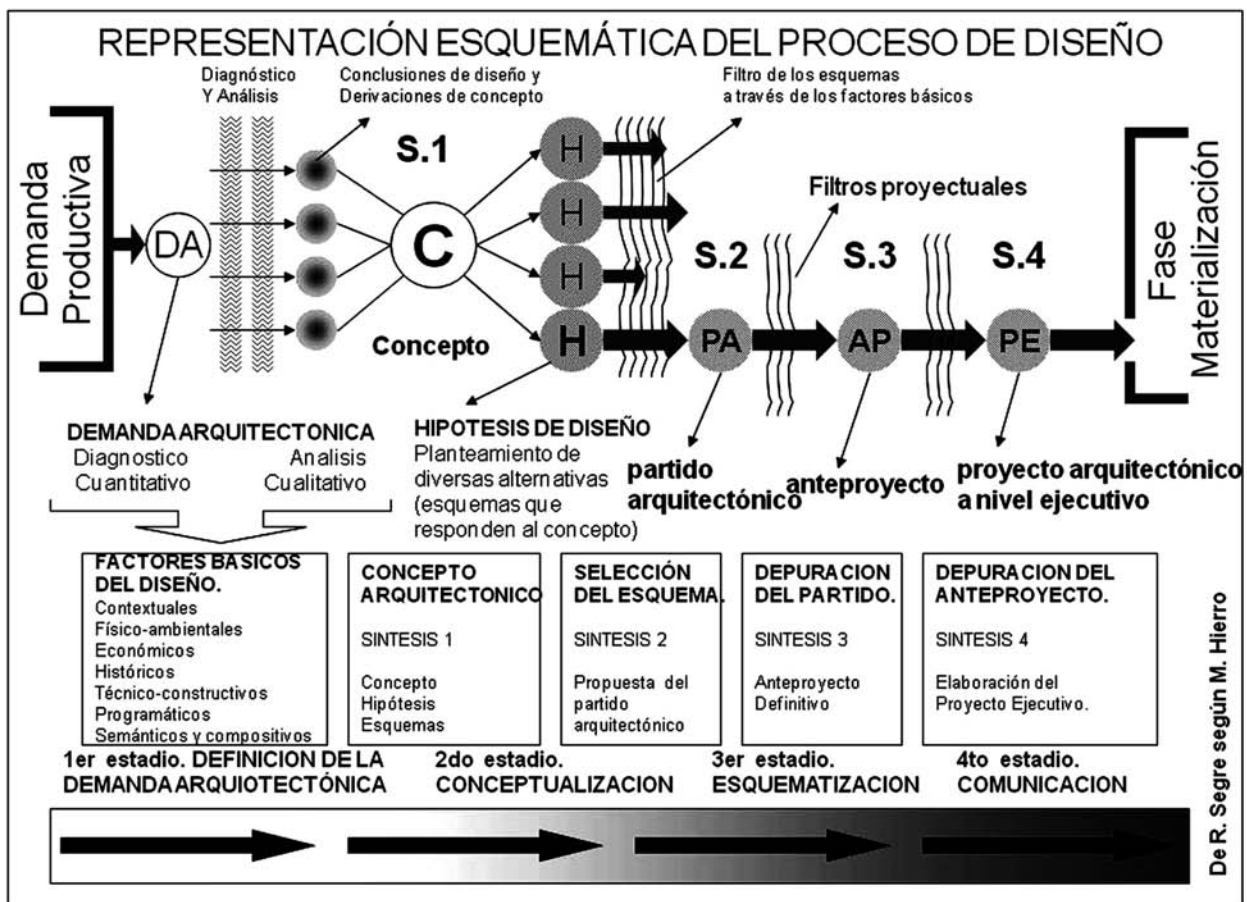 REPRESENTACIÓN ESQUEMÁTICA DEL PROCESO DE DISEÑO
Diagnóstico
Y Análisis
Conclusiones de diseño y
Derivaciones de concepto
Filtro de los esquemas
a través de los factores básicos
Demanda
Productiva
DA
S.1
C
Concepto
H
H
H
H
Filtros proyectuales
S.2
S.3
S.4
PA
AP
PE
Fase
Materialización
DEMANDA ARQUITECTONICA
Diagnostico
Cuantitativo
Analisis
Cualitativo
HIPOTESIS DE DISEÑO
Planteamiento de
diversas alternativas
(esquemas que
responden al concepto)
partido
arquitectónico
anteproyecto
proyecto arquitectónico
a nivel ejecutivo
FACTORES BASICOS
DEL DISEÑO.
Contextuales
Físico-ambientales
Económicos
Históricos
Técnico-constructivos
Programáticos
Semánticos y compositivos
CONCEPTO
ARQUITECTONICO
SINTESIS 1
Concepto
Hipótesis
Esquemas
SELECCIÓN
DEL ESQUEMA.
SINTESIS 2
Propuesta del
partido
arquitectónico
DEPURACION
DEL PARTIDO.
SINTESIS 3
Anteproyecto
Definitivo
DEPURACION DEL
ANTEPROYECTO.
SINTESIS 4
Elaboración del
Proyecto Ejecutivo.
1er estadio. DEFINICION DE LA
DEMANDA ARQUIOTECTÓNICA
2do estadio.
CONCEPTUALIZACION
3er estadio.
ESQUEMATIZACION
4to estadio.
COMUNICACION
De R. Segre según M. Hierro